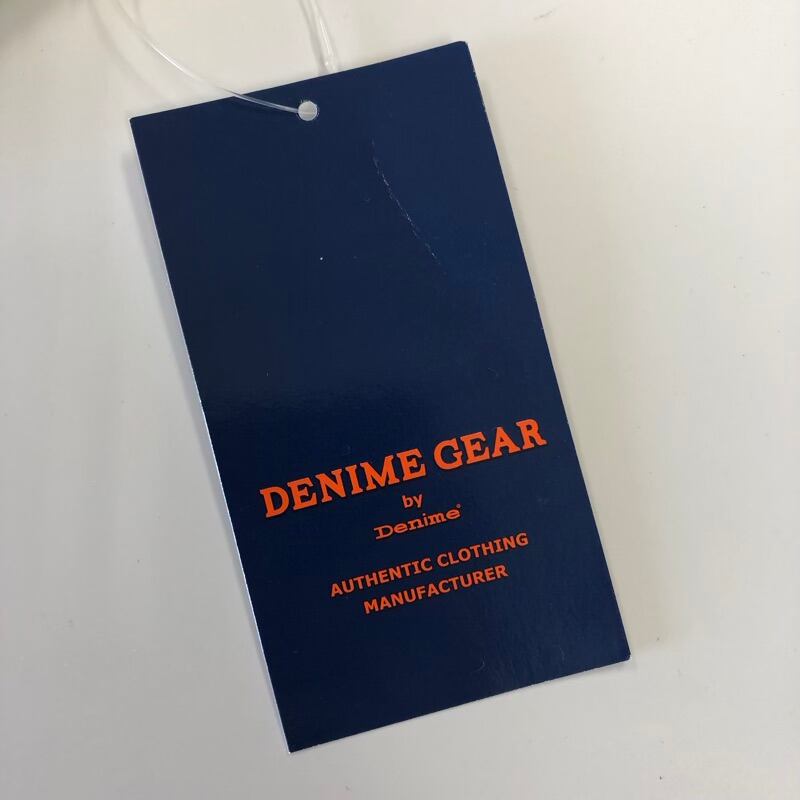 DENIME GEAR
by
Denime®
AUTHENTIC CLOTHING
MANUFACTURER